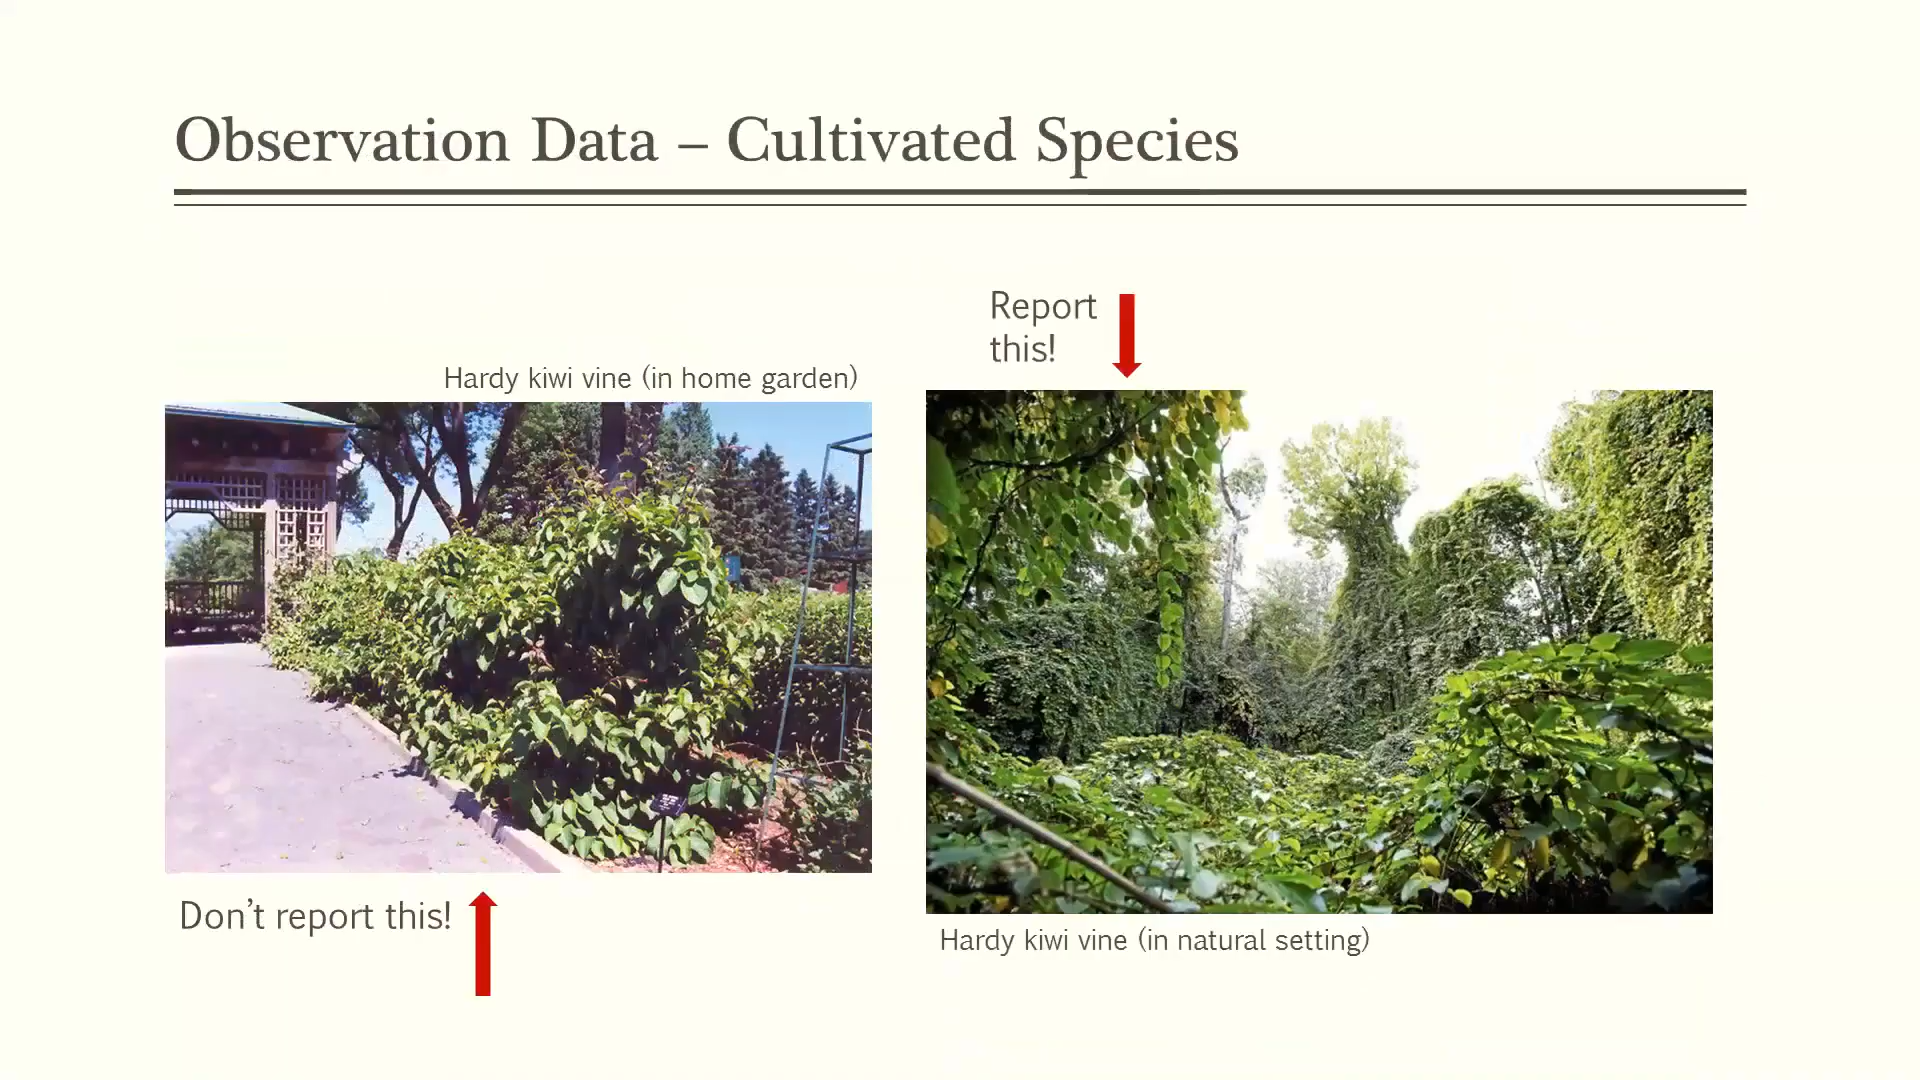 Observation Data – Cultivated Species
Report
this!
Hardy kiwi vine (in home garden)
Don’t report this!
Hardy kiwi vine (in natural setting)